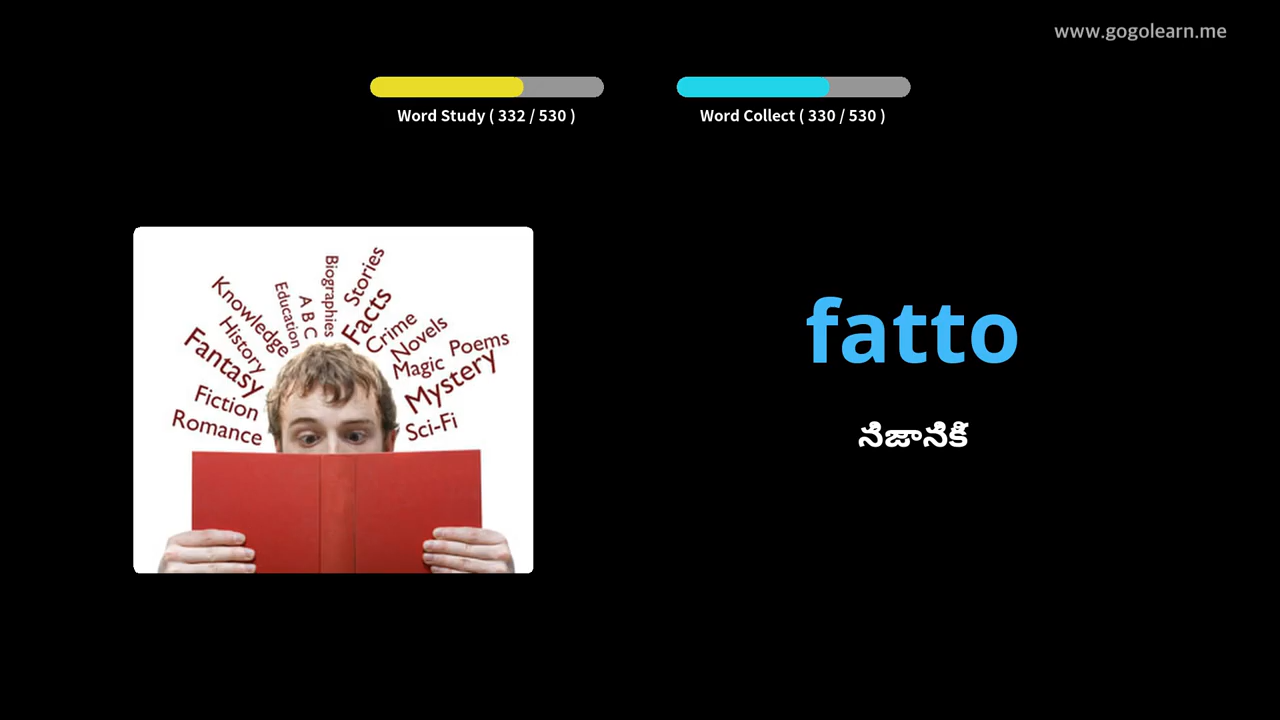 www.gogolearn.me
Word Study ( 332 / 530 )
Word Collect ( 330 / 530 )
Stories
Biographies
Facts
A B C
Education
Knowledge
Crime
Novels
History
Poems
Fantasy
Magic
Mystery
Fiction
Romance
Sci-Fi
fatto
నిజానికి